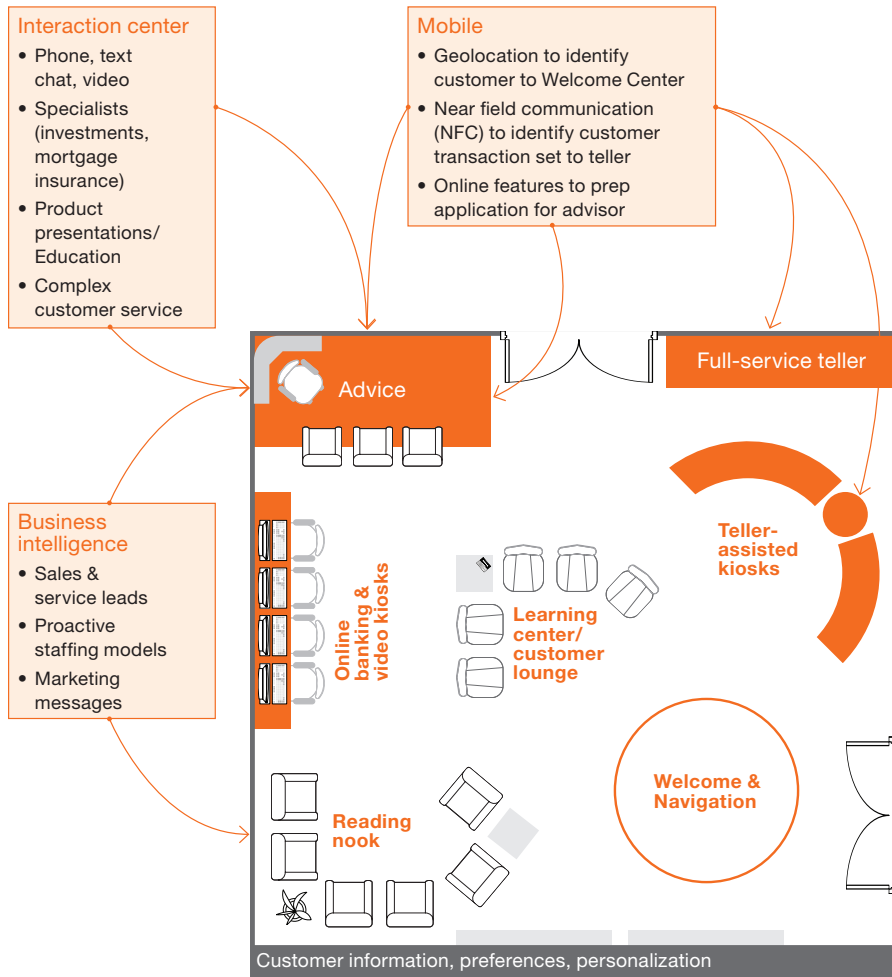 Interaction center
• Phone, text
chat, video
• Specialists
(investments,
mortgage
insurance)
• Product
presentations/
Education
• Complex
customer service
Mobile
• Geolocation to identify
customer to Welcome Center
• Near field communication
(NFC) to identify customer
transaction set to teller
• Online features to prep
application for advisor
Advice
Full-service teller
Business
intelligence
• Sales &
service leads
• Proactive
staffing models
• Marketing
messages
Online
banking &
video kiosks
Learning
center/
customer
lounge
Teller-
assisted
kiosks
Reading
nook
Welcome &
Navigation
Customer information, preferences, personalization